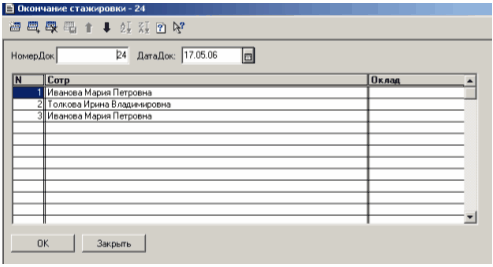 Окончание стажировки - 24
НомерДок 24 ДатаДок: 17.05.06
N Сотр Оклад
1 Иванова Мария Петровна
2 Толкова Ирина Владимировна
3 Иванова Мария Петровна
OK Закрыть